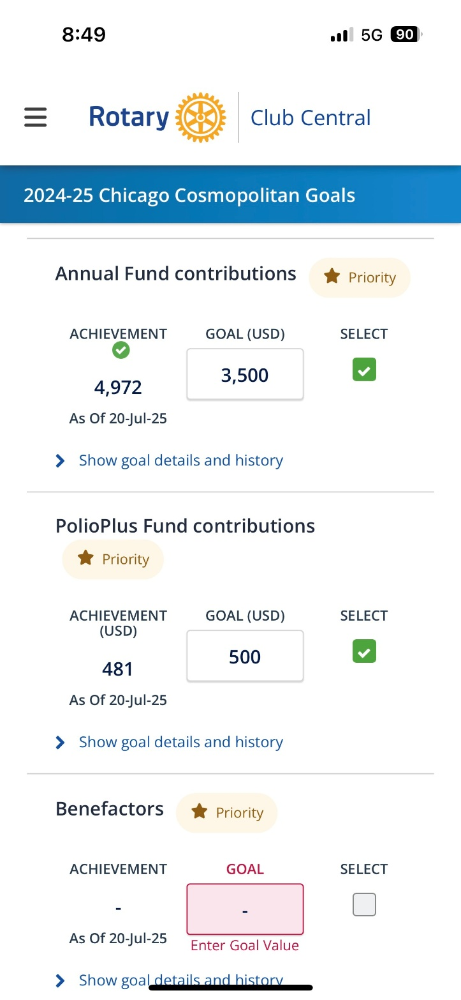 8:49 5G 90
Rotary Club Central
2024-25 Chicago Cosmopolitan Goals
Annual Fund contributions Priority
ACHIEVEMENT GOAL (USD) SELECT
3,500
4,972
As Of 20-Jul-25
Show goal details and history
PolioPlus Fund contributions
Priority
ACHIEVEMENT GOAL (USD) SELECT
(USD)
500
481
As Of 20-Jul-25
Show goal details and history
Benefactors Priority
ACHIEVEMENT GOAL SELECT
- -
As Of 20-Jul-25 Enter Goal Value
Show goal details and history